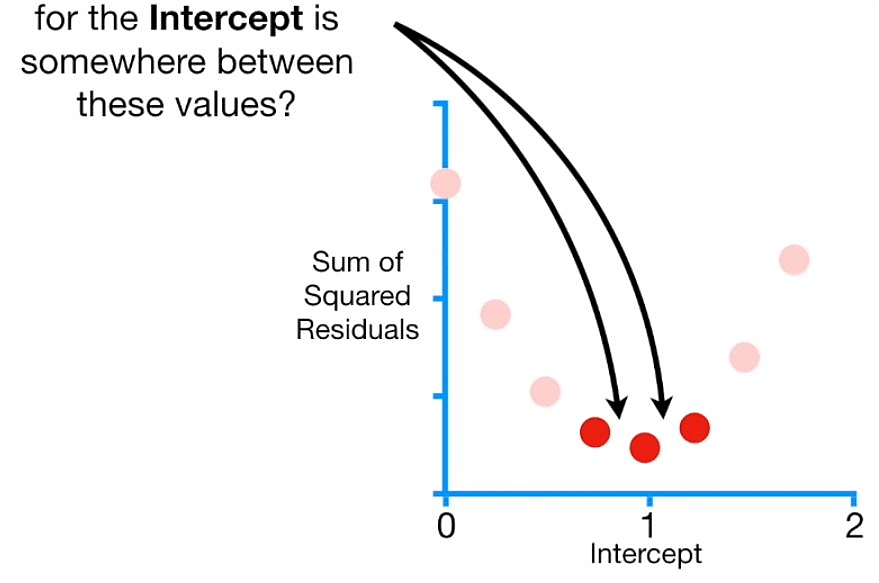 for the Intercept is
somewhere between
these values?
Sum of
Squared
Residuals
0
1
2
Intercept